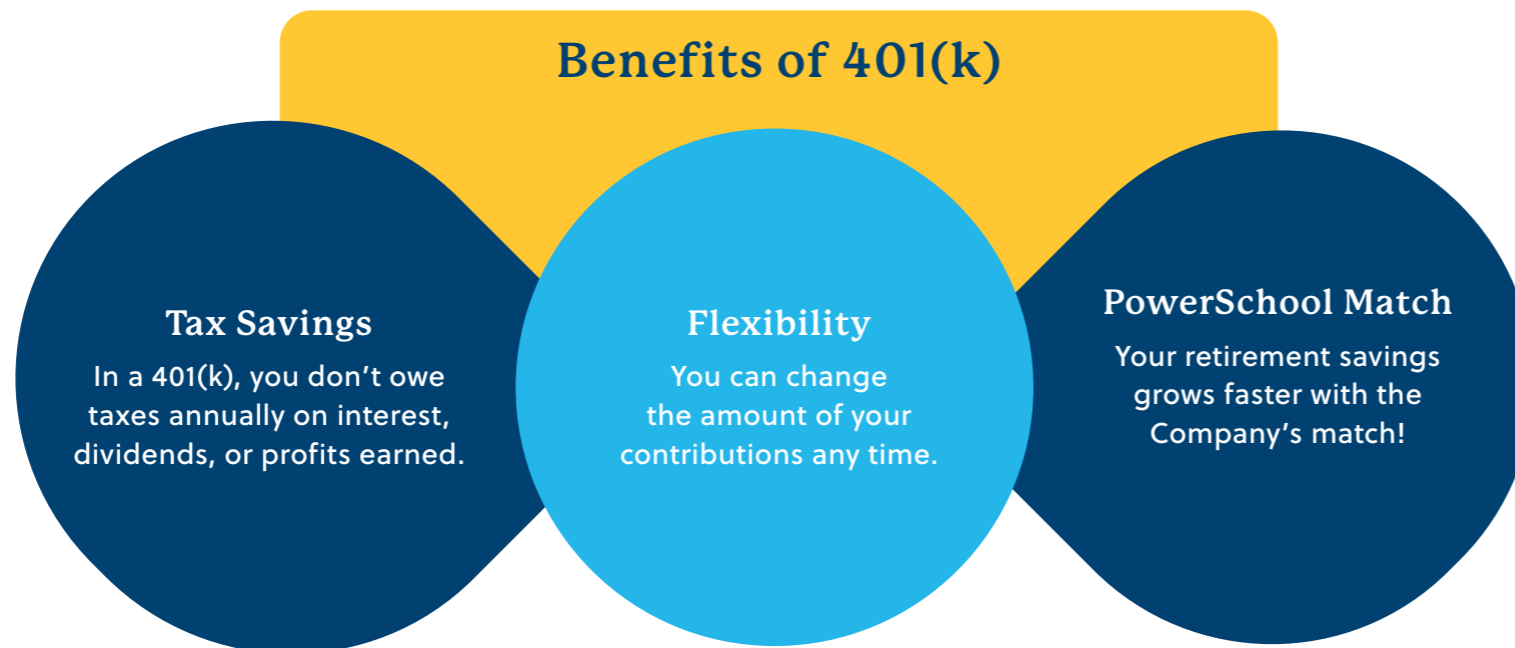 Benefits of 401(k)
Tax Savings
In a 401(k), you don’t owe
taxes annually on interest,
dividends, or profits earned.
Flexibility
You can change
the amount of your
contributions any time.
PowerSchool Match
Your retirement savings
grows faster with the
Company’s match!